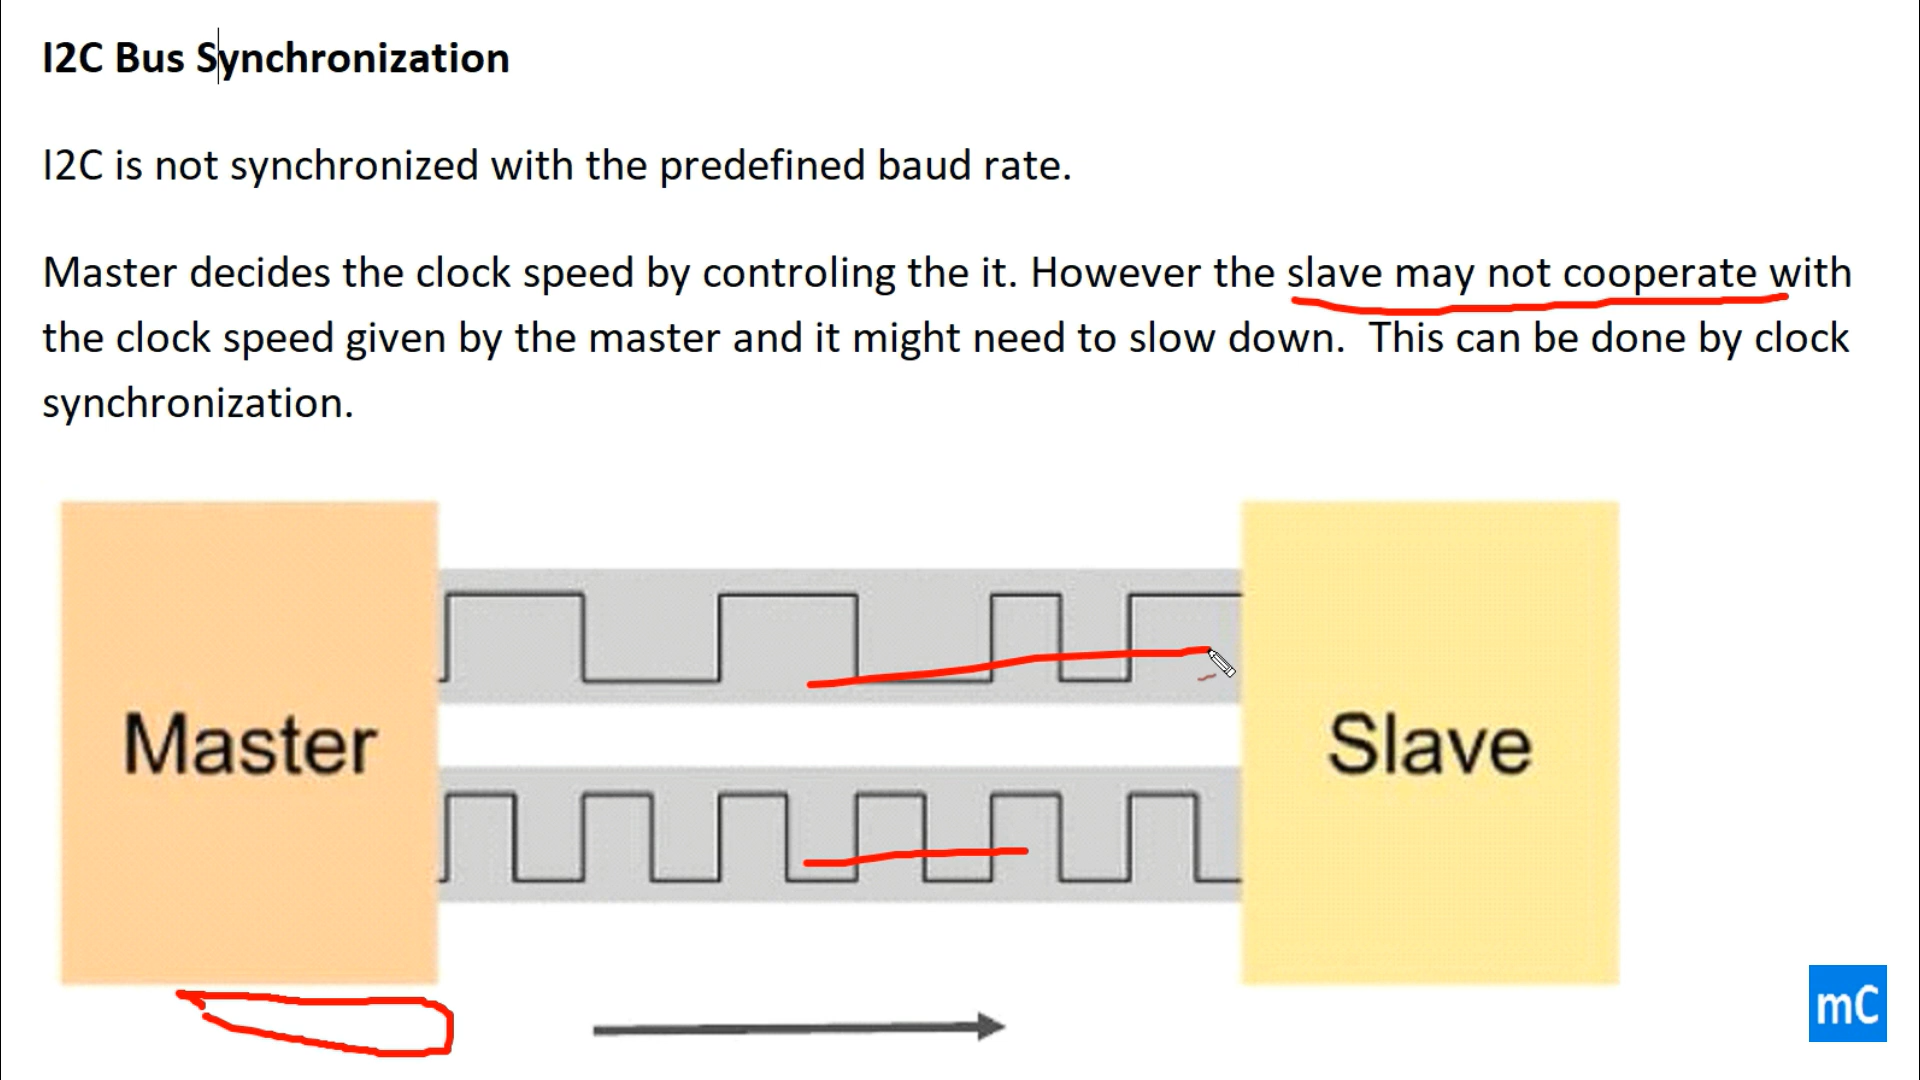 I2C Bus Synchronization
I2C is not synchronized with the predefined baud rate.
Master decides the clock speed by controling the it. However the slave may not cooperate with
the clock speed given by the master and it might need to slow down.  This can be done by clock
synchronization.
Master
Slave
mC